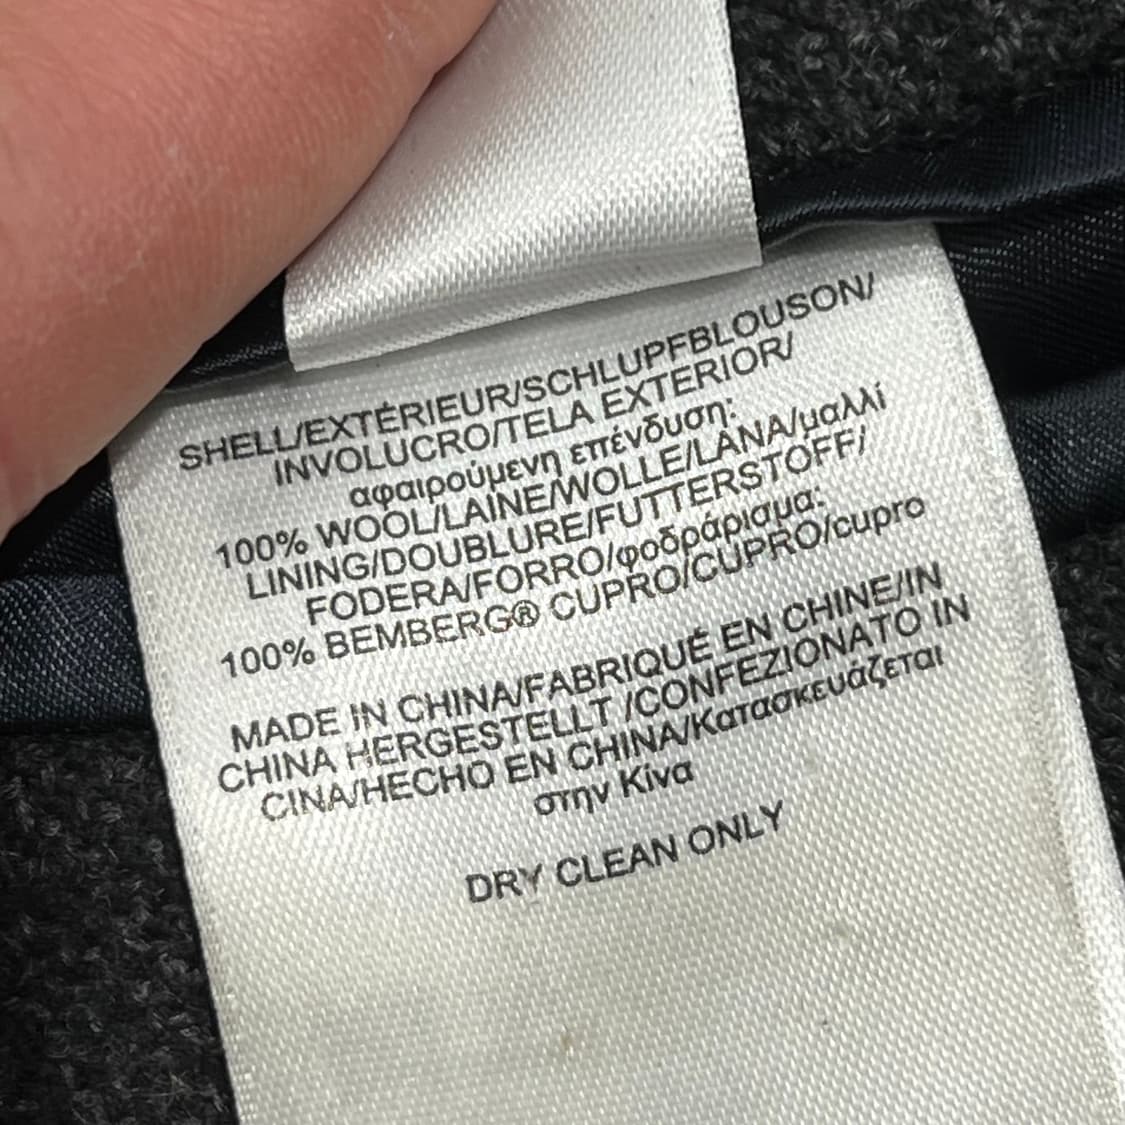 SHELL/EXTÉRIEUR/SCHLUPFBLOUSON/
INVOLUCRO/TELA EXTERIOR/
αφαιρούμενη επένδυση:
100% WOOL/LAINE/WOLLE/LANA/μαλλί
LINING/DOUBLURE/FUTTERSTOFF/
FODERA/FORRO/φοδράρισμα:
100% BEMBERG® CUPRO/CUPRO/cupro
MADE IN CHINA/FABRIQUÉ EN CHINE/IN
CHINA HERGESTELLT /CONFEZIONATO IN
CINA/HECHO EN CHINA/Κατασκευάζεται
στην Κίνα
DRY CLEAN ONLY